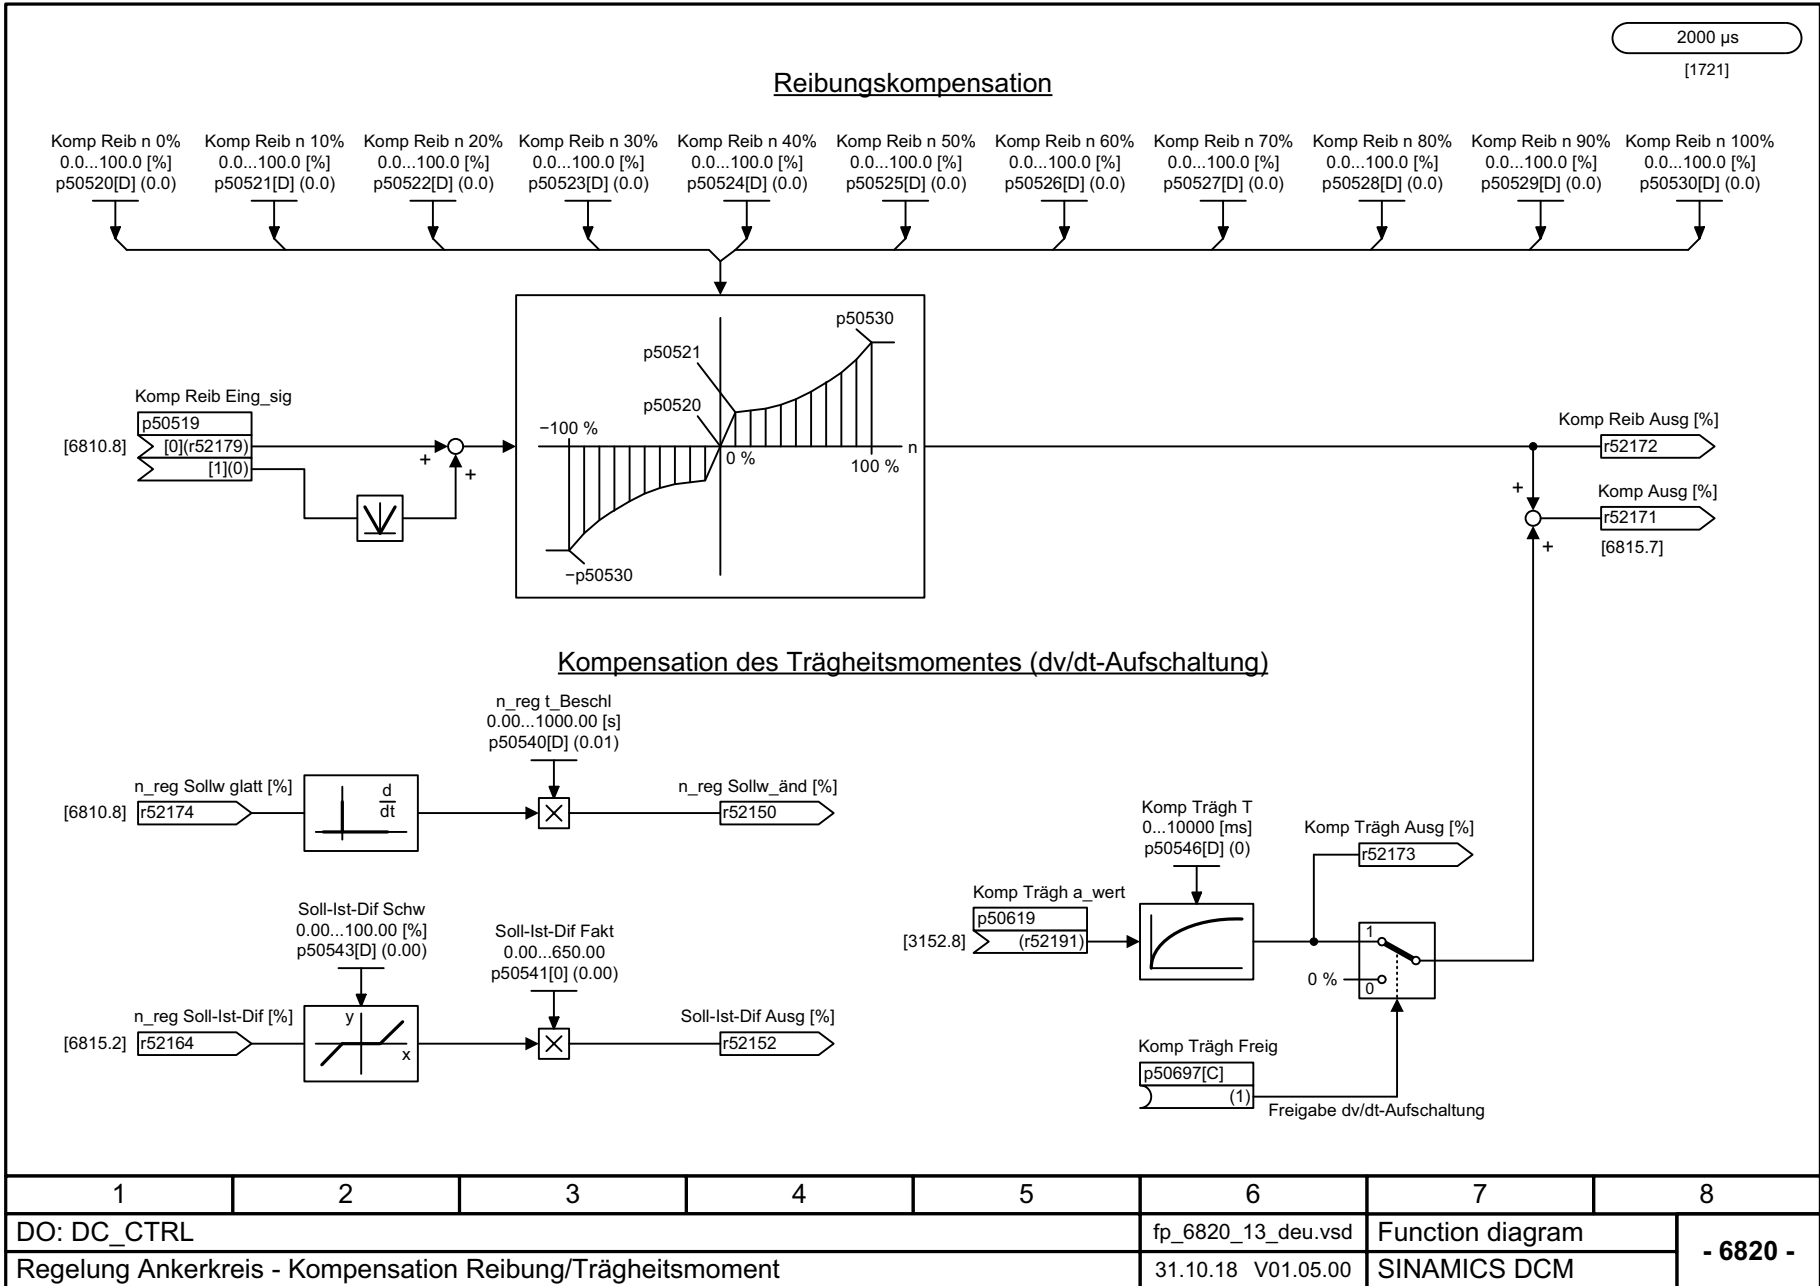 2000 µs
[1721]
Reibungskompensation
Komp Reib n 0%
0.0...100.0 [%]
p50520[D] (0.0)
Komp Reib n 10%
0.0...100.0 [%]
p50521[D] (0.0)
Komp Reib n 20%
0.0...100.0 [%]
p50522[D] (0.0)
Komp Reib n 30%
0.0...100.0 [%]
p50523[D] (0.0)
Komp Reib n 40%
0.0...100.0 [%]
p50524[D] (0.0)
Komp Reib n 50%
0.0...100.0 [%]
p50525[D] (0.0)
Komp Reib n 60%
0.0...100.0 [%]
p50526[D] (0.0)
Komp Reib n 70%
0.0...100.0 [%]
p50527[D] (0.0)
Komp Reib n 80%
0.0...100.0 [%]
p50528[D] (0.0)
Komp Reib n 90%
0.0...100.0 [%]
p50529[D] (0.0)
Komp Reib n 100%
0.0...100.0 [%]
p50530[D] (0.0)
Komp Reib Eing_sig
p50519
[6810.8]
[0](r52179)
[1](0)
+
+
p50530
p50521
p50520
−100 %
0 %
100 %
n
−p50530
Komp Reib Ausg [%]
r52172
Komp Ausg [%]
+
r52171
+
[6815.7]
Kompensation des Trägheitsmomentes (dv/dt-Aufschaltung)
n_reg t_Beschl
0.00...1000.00 [s]
p50540[D] (0.01)
n_reg Sollw glatt [%]
[6810.8]
r52174
d
dt
n_reg Sollw_änd [%]
r52150
Soll-Ist-Dif Schw
0.00...100.00 [%]
p50543[D] (0.00)
Soll-Ist-Dif Fakt
0.00...650.00
p50541[0] (0.00)
n_reg Soll-Ist-Dif [%]
[6815.2]
r52164
y
x
Soll-Ist-Dif Ausg [%]
r52152
Komp Trägh T
0...10000 [ms]
p50546[D] (0)
Komp Trägh Ausg [%]
r52173
Komp Trägh a_wert
p50619
[3152.8]
(r52191)
1
0 %
0
Komp Trägh Freig
p50697[C]
(1)
Freigabe dv/dt-Aufschaltung
1 2 3 4 5 6 7 8
DO: DC_CTRL
fp_6820_13_deu.vsd
Function diagram
- 6820 -
Regelung Ankerkreis - Kompensation Reibung/Trägheitsmoment
31.10.18 V01.05.00
SINAMICS DCM